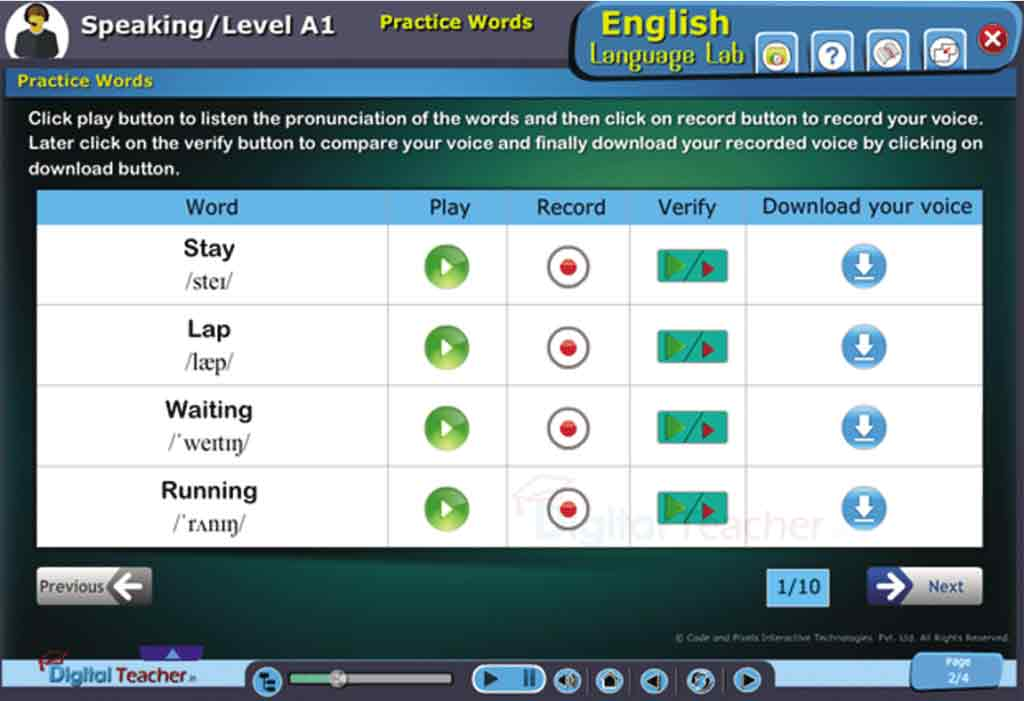 Speaking/Level A1
Practice Words
English
Language Lab
Practice Words
Click play button to listen the pronunciation of the words and then click on record button to record your voice.
Later click on the verify button to compare your voice and finally download your recorded voice by clicking on
download button.
Word Play Record Verify Download your voice
Stay
/steɪ/
Lap
/læp/
Waiting
/ˈweɪtɪŋ/
Running
/ˈrʌnɪŋ/
Digital Teacher
Previous 1/10 Next
© Code and Pixels Interactive Technologies. Pvt. Ltd. All Rights Reserved.
Digital Teacher.in
Page
2/4